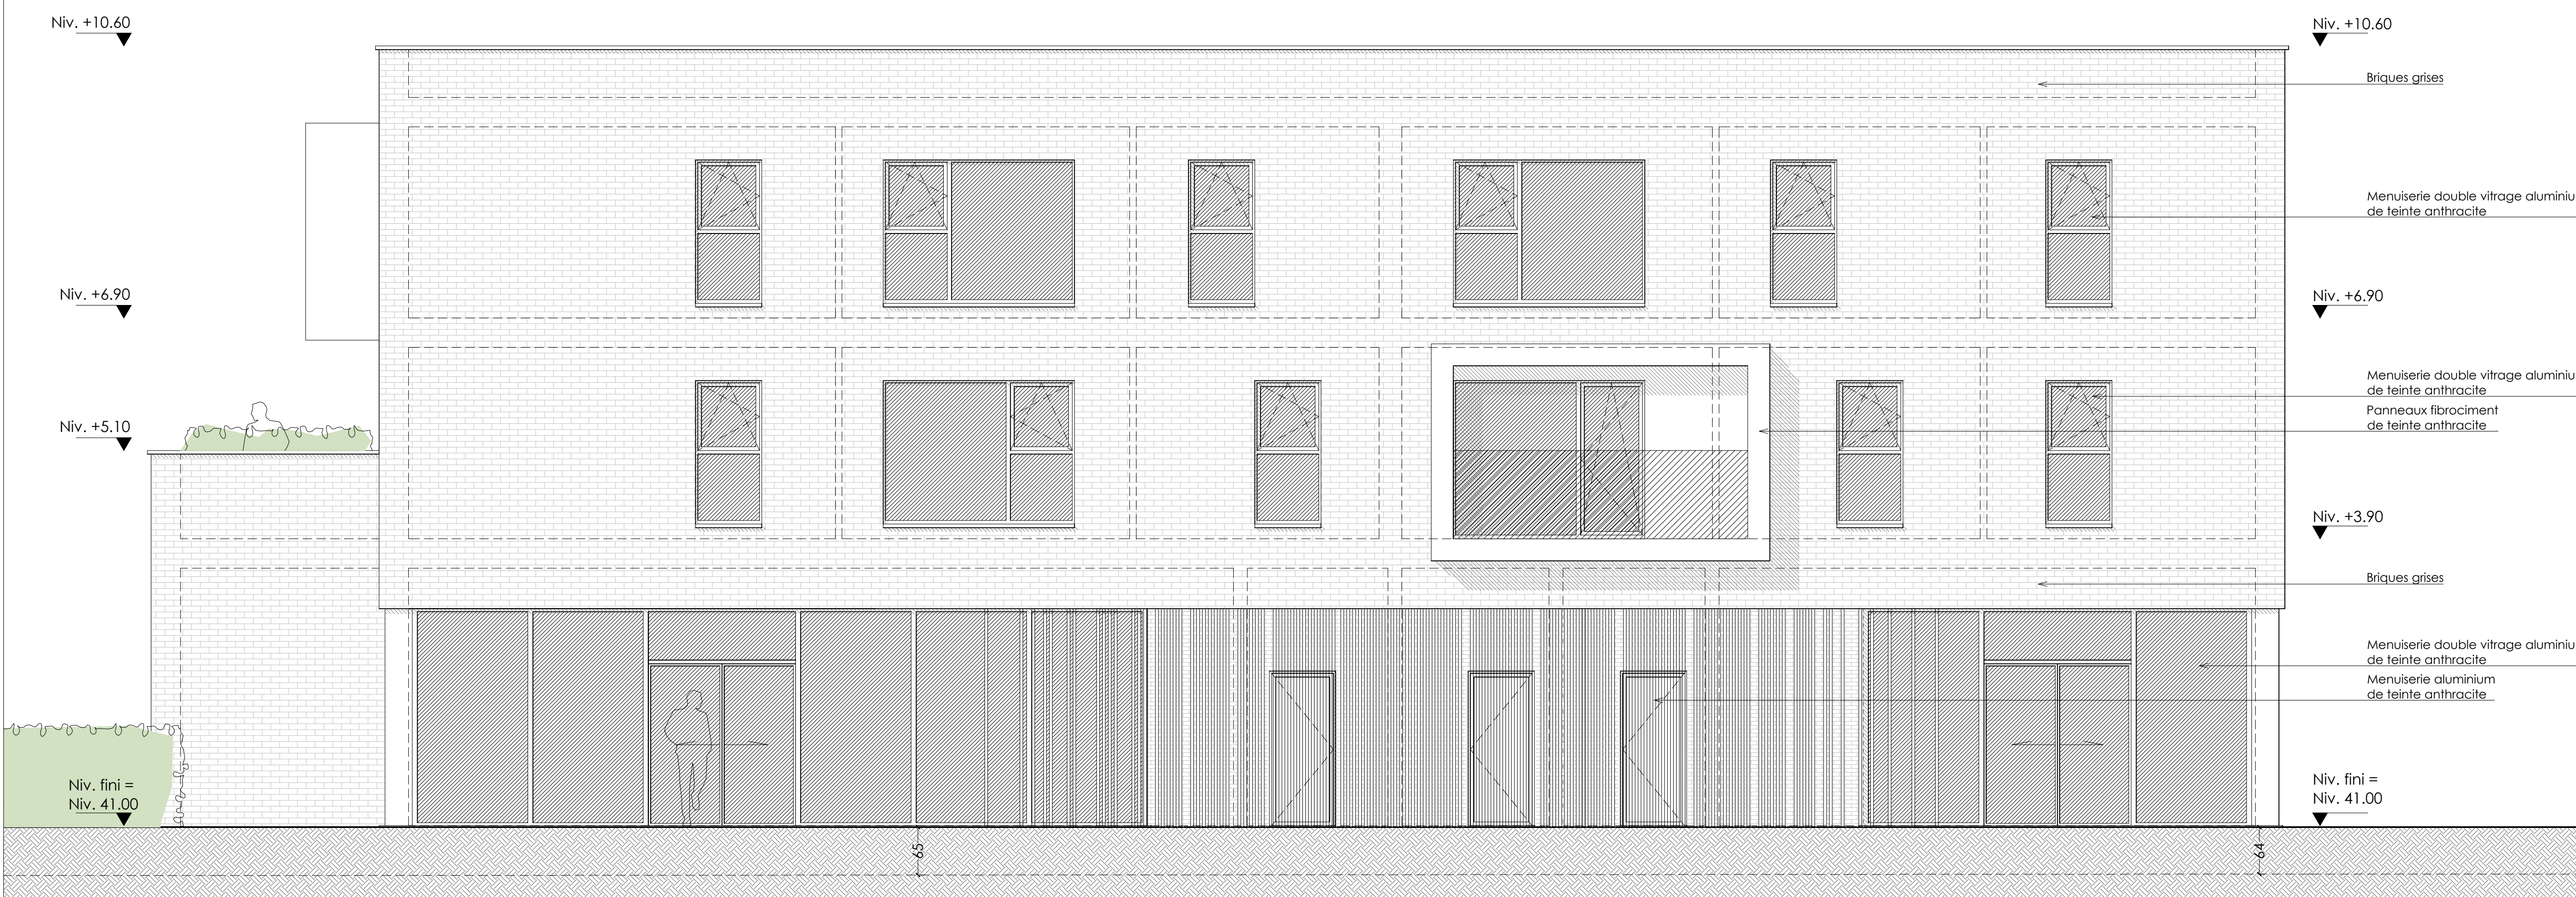 Niv. +10.60
Niv. +10.60
Briques grises
Menuiserie double vitrage aluminiu
de teinte anthracite
Niv. +6.90
Niv. +6.90
Menuiserie double vitrage aluminiu
de teinte anthracite
Panneaux fibrociment
de teinte anthracite
Niv. +5.10
Niv. +3.90
Briques grises
Menuiserie double vitrage aluminiu
de teinte anthracite
Menuiserie aluminium
de teinte anthracite
Niv. fini =
Niv. 41.00
Niv. fini =
Niv. 41.00
65
64